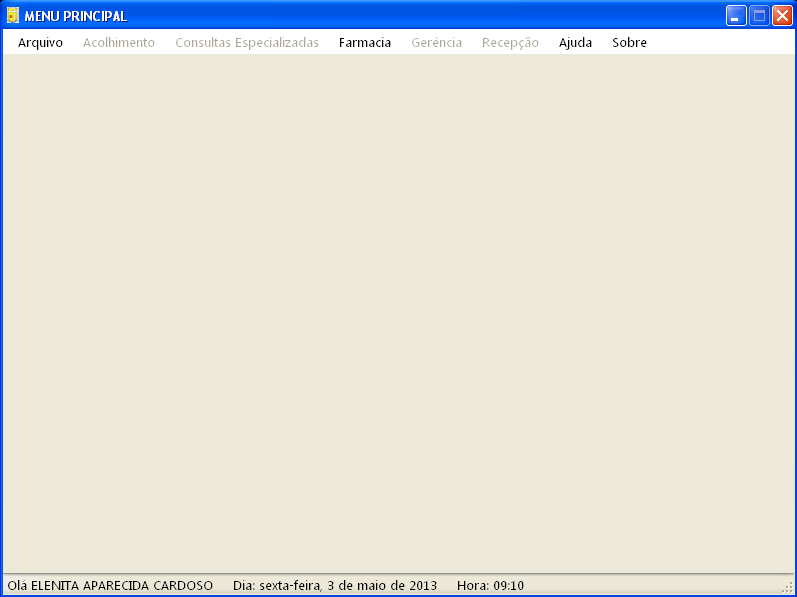 MENU PRINCIPAL
Arquivo Acolhimento Consultas Especializadas Farmacia Gerência Recepção Ajuda Sobre
Olá ELENITA APARECIDA CARDOSO Dia: sexta-feira, 3 de maio de 2013 Hora: 09:10